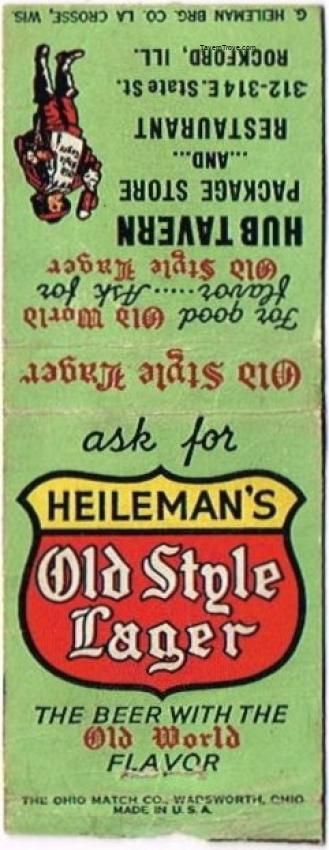 G. HEILEMAN BRG. CO. LA CROSSE, WIS.
TavernTrove.com
ROCKFORD, ILL.
312-314 E. State St.
RESTAURANT
....AND....
PACKAGE STORE
HUB TAVERN
Old Style Lager
flavor......Ask for
For good Old World
Old Style Lager
ask for
HEILEMAN'S
Old Style
Lager
THE BEER WITH THE
Old World
FLAVOR
THE OHIO MATCH CO., WADSWORTH, OHIO
MADE IN U.S.A.